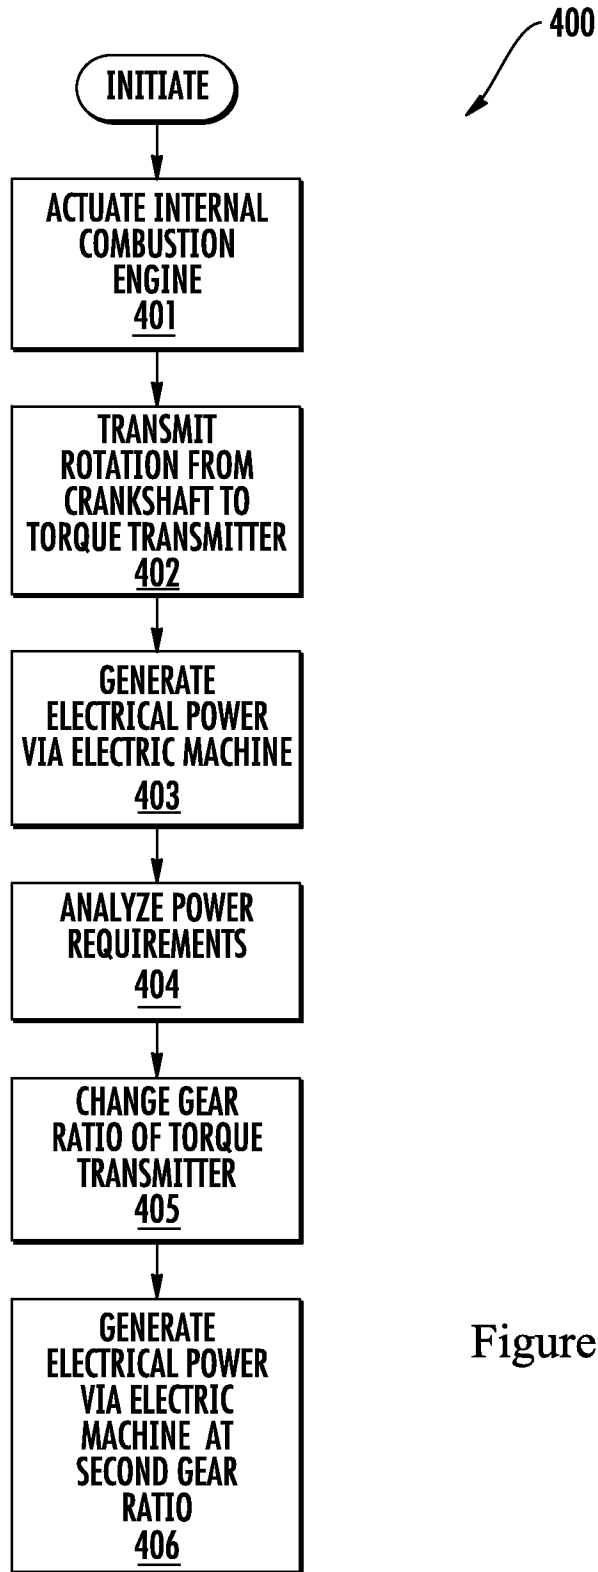 400
INITIATE
ACTUATE INTERNAL
COMBUSTION
ENGINE
401
TRANSMIT
ROTATION FROM
CRANKSHAFT TO
TORQUE TRANSMITTER
402
GENERATE
ELECTRICAL POWER
VIA ELECTRIC MACHINE
403
ANALYZE POWER
REQUIREMENTS
404
CHANGE GEAR
RATIO OF TORQUE
TRANSMITTER
405
GENERATE
ELECTRICAL POWER
VIA ELECTRIC
MACHINE AT
SECOND GEAR
RATIO
406
Figure